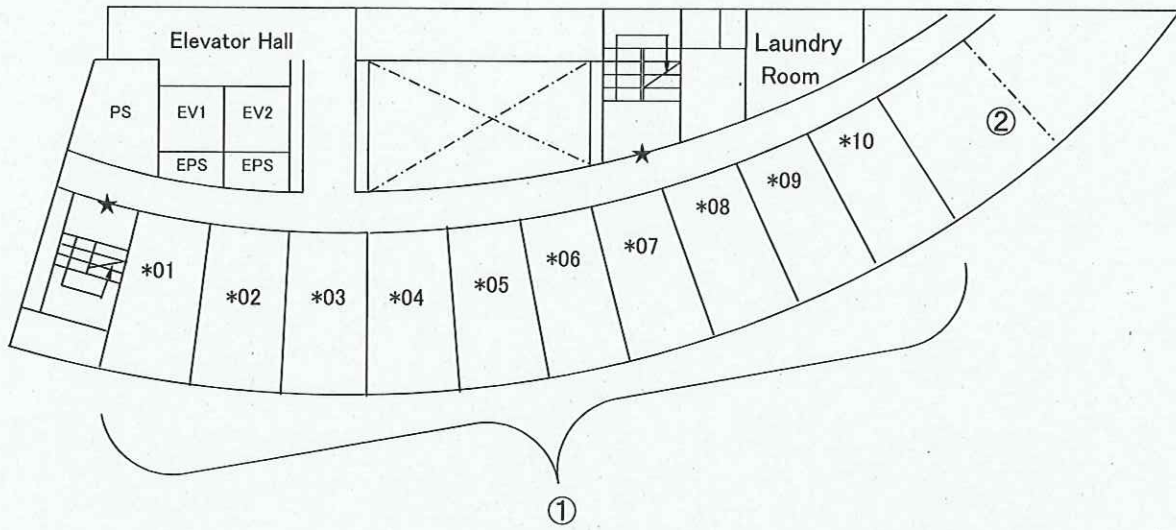 Elevator Hall
Laundry
Room
PS
EV1
EV2
EPS
EPS
②
★
★
*01
*02
*03
*04
*05
*06
*07
*08
*09
*10
①